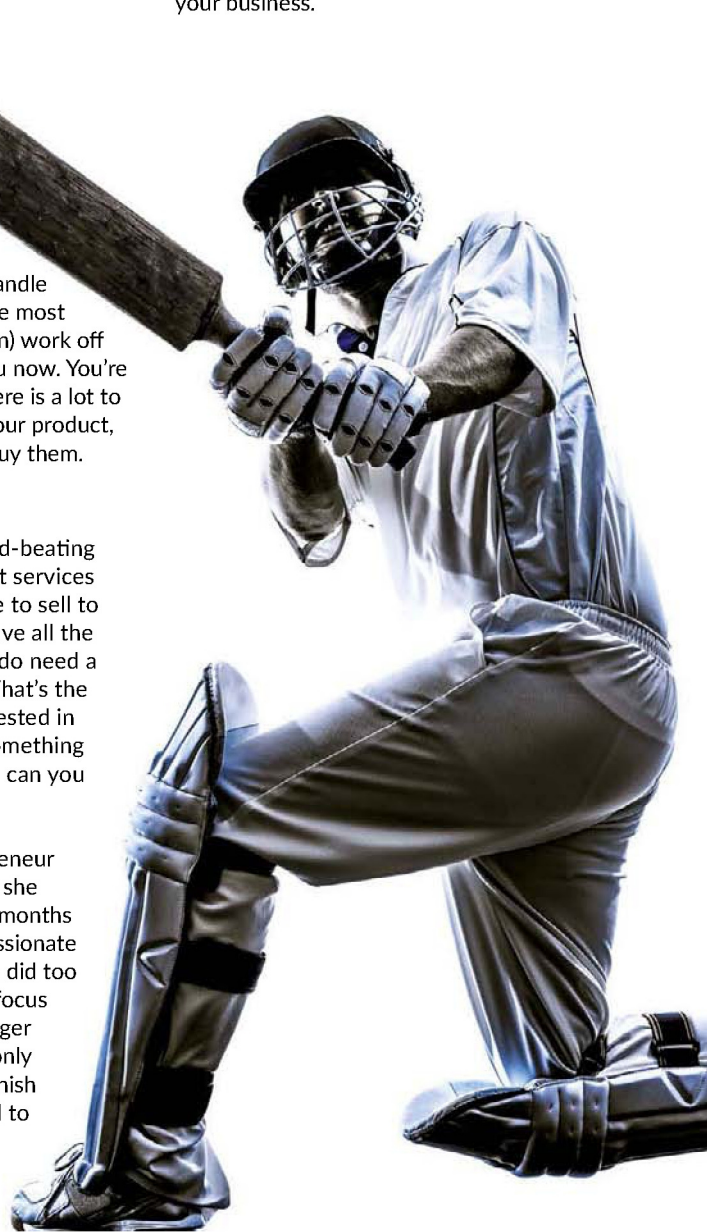 your business.
andle
e most
n) work off
u now. You're
ere is a lot to
our product,
uy them.
d-beating
t services
e to sell to
ve all the
do need a
hat's the
ested in
mething
can you
eneur
she
months
ssionate
did too
focus
ger
only
nish
to